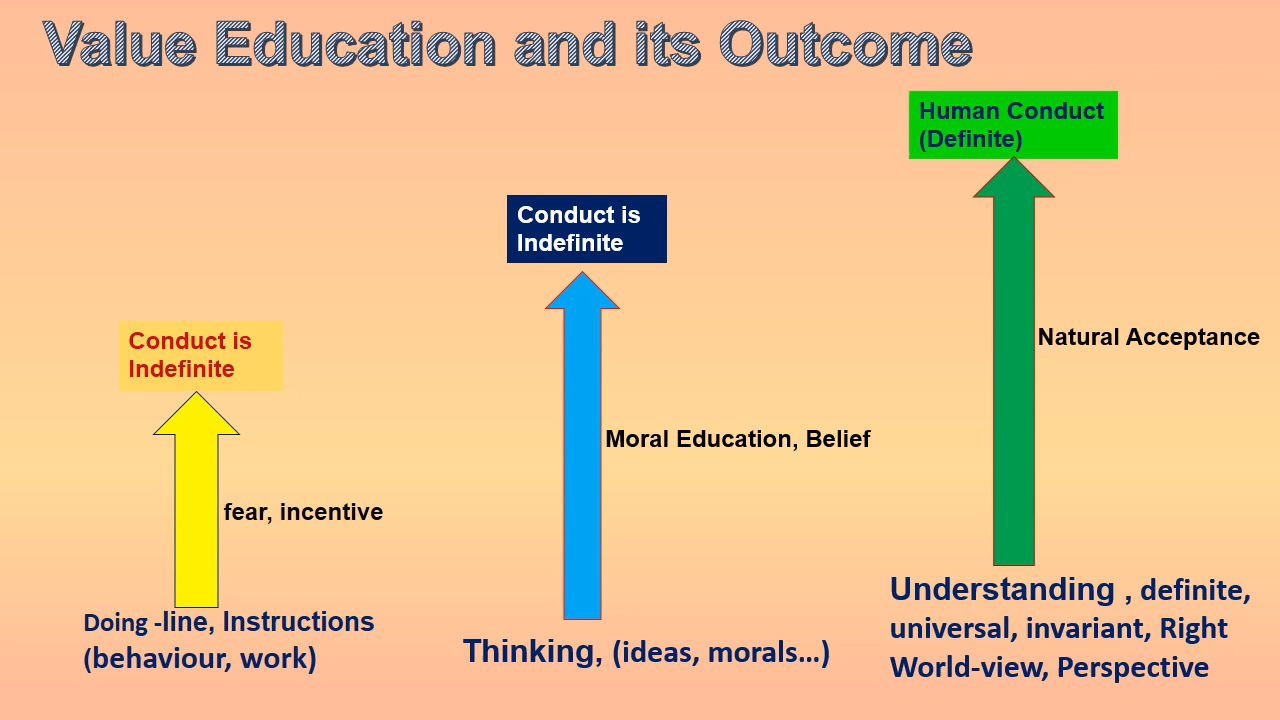 Value Education and its Outcome
Human Conduct
(Definite)
Conduct is
Indefinite
Conduct is
Indefinite
Natural Acceptance
Moral Education, Belief
fear, incentive
Doing -line, Instructions
(behaviour, work)
Thinking, (ideas, morals...)
Understanding , definite,
universal, invariant, Right
World-view, Perspective